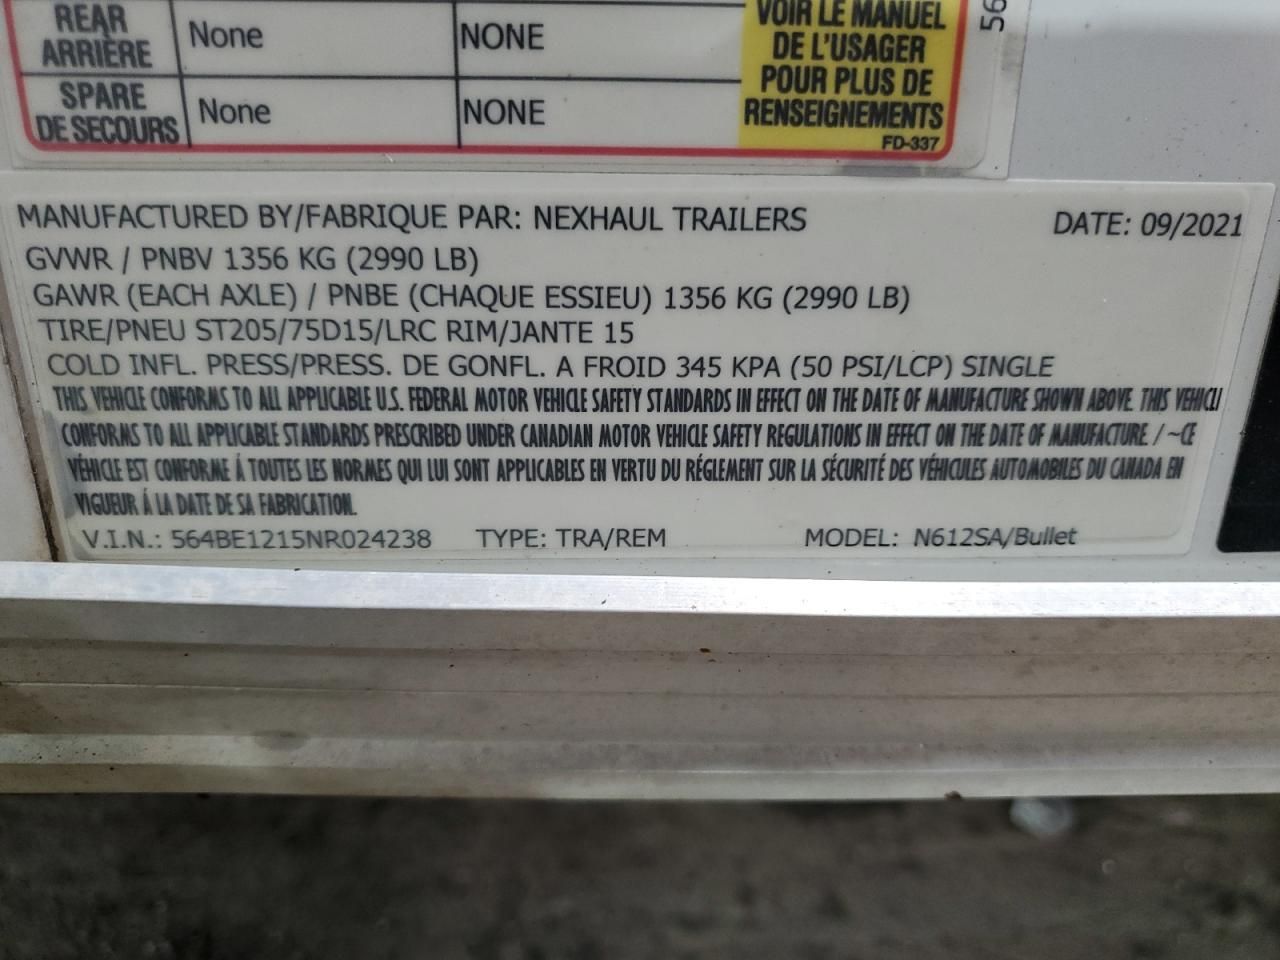 REAR
ARRIÈRE
None
NONE
SPARE
DE SECOURS
None
NONE
VOIR LE MANUEL
DE L'USAGER
POUR PLUS DE
RENSEIGNEMENTS
FD-337
56
MANUFACTURED BY/FABRIQUE PAR: NEXHAUL TRAILERS DATE: 09/2021
GVWR / PNBV 1356 KG (2990 LB)
GAWR (EACH AXLE) / PNBE (CHAQUE ESSIEU) 1356 KG (2990 LB)
TIRE/PNEU ST205/75D15/LRC RIM/JANTE 15
COLD INFL. PRESS/PRESS. DE GONFL. A FROID 345 KPA (50 PSI/LCP) SINGLE
THIS VEHICLE CONFORMS TO ALL APPLICABLE U.S. FEDERAL MOTOR VEHICLE SAFETY STANDARDS IN EFFECT ON THE DATE OF MANUFACTURE SHOWN ABOVE. THIS VEHICLE
CONFORMS TO ALL APPLICABLE STANDARDS PRESCRIBED UNDER CANADIAN MOTOR VEHICLE SAFETY REGULATIONS IN EFFECT ON THE DATE OF MANUFACTURE. / ~CE
VÉHICLE EST CONFORME Á TOUTES LES NORMES QUI LUI SONT APPLICABLES EN VERTU DU RÉGLEMENT SUR LA SÉCURITÉ DES VÉHICULES AUTOMOBILES DU CANADA EN
VIGUEUR Á LA DATE DE SA FABRICATION.
V.I.N.: 564BE1215NR024238 TYPE: TRA/REM MODEL: N612SA/Bullet